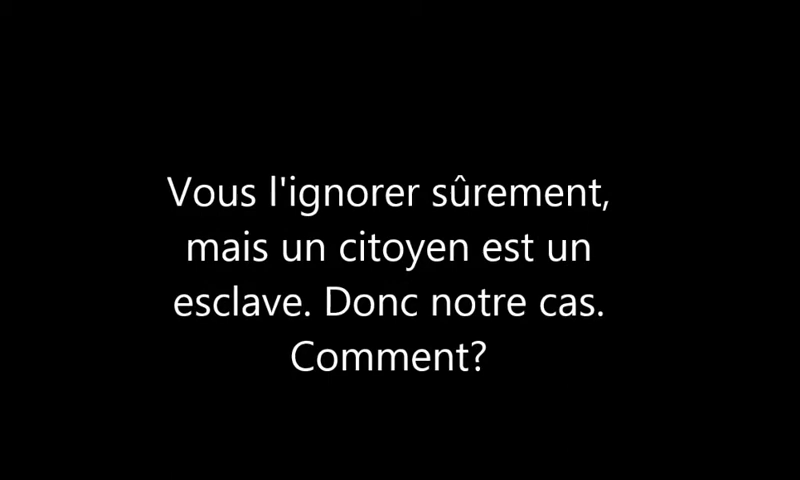 Vous l'ignorer sûrement,
mais un citoyen est un
esclave. Donc notre cas.
Comment?